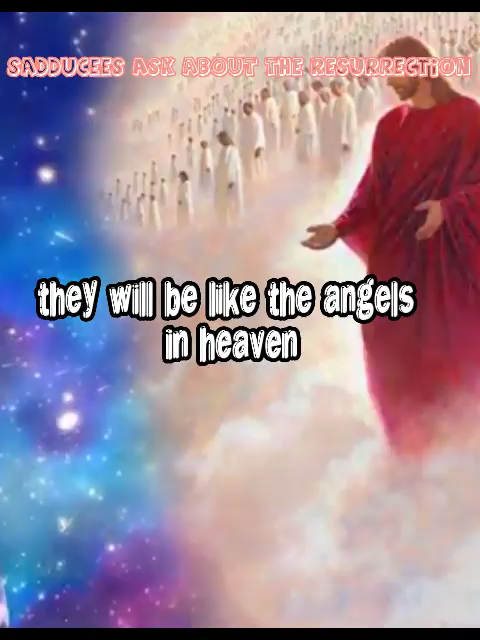 SADDUCEES ASK ABOUT THE RESURRECTION
they will be like the angels
in heaven